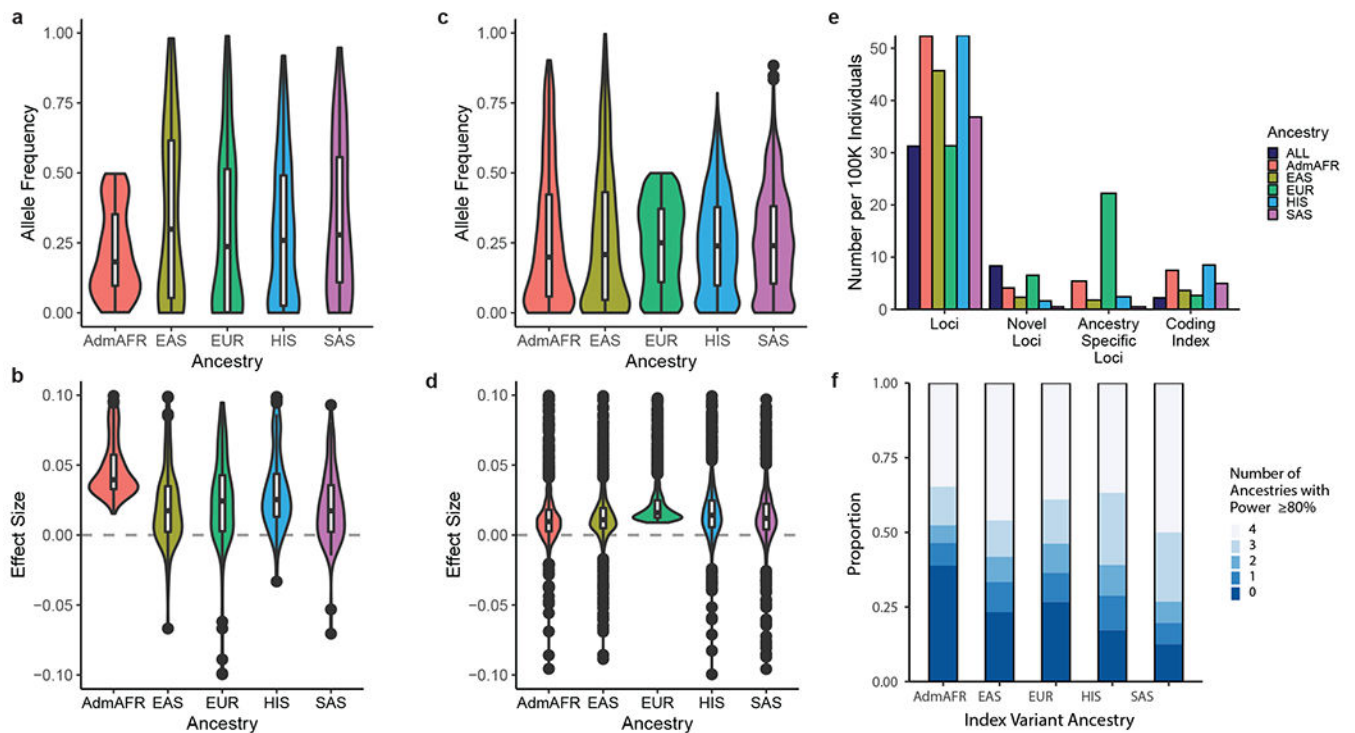 a
1.00
0.75
0.50
0.25
0.00
Allele Frequency
AdmAFR EAS EUR HIS SAS
Ancestry
b
0.10
0.05
0.00
−0.05
−0.10
Effect Size
AdmAFR EAS EUR HIS SAS
Ancestry
c
1.00
0.75
0.50
0.25
0.00
Allele Frequency
AdmAFR EAS EUR HIS SAS
Ancestry
d
0.10
0.05
0.00
−0.05
−0.10
Effect Size
AdmAFR EAS EUR HIS SAS
Ancestry
e
50
40
30
20
10
0
Number per 100K Individuals
Loci
Novel
Loci
Ancestry
Specific
Loci
Coding
Index
Ancestry
ALL
AdmAFR
EAS
EUR
HIS
SAS
f
1.00
0.75
0.50
0.25
0.00
Proportion
AdmAFR EAS EUR HIS SAS
Index Variant Ancestry
Number of
Ancestries with
Power ≥80%
4
3
2
1
0